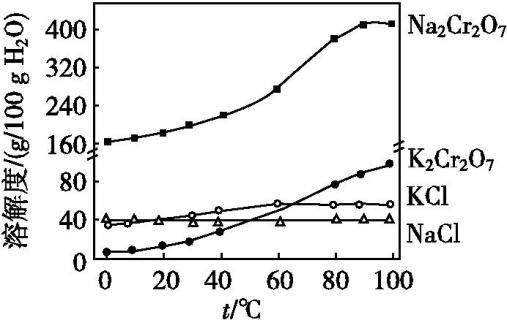 溶解度/(g/100 g H₂O)
400
320
240
160
80
40
0
Na₂Cr₂O₇
K₂Cr₂O₇
KCl
NaCl
0 20 40 60 80 100
t/℃